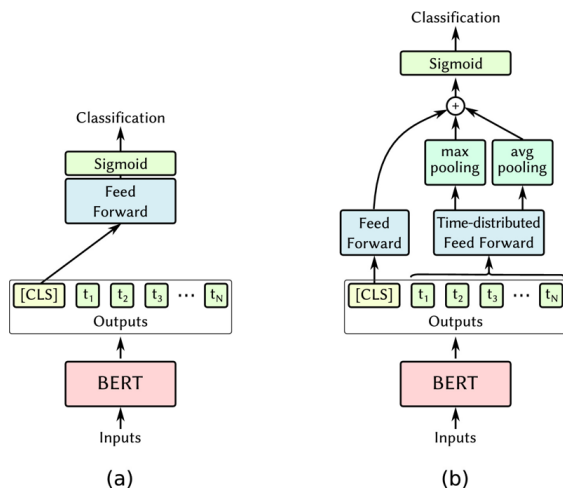 Classification
Sigmoid
Feed
Forward
[CLS] t1 t2 t3 ... tN
Outputs
BERT
Inputs
(a)
Classification
Sigmoid
+
max
pooling
avg
pooling
Feed
Forward
Time-distributed
Feed Forward
[CLS] t1 t2 t3 ... tN
Outputs
BERT
Inputs
(b)